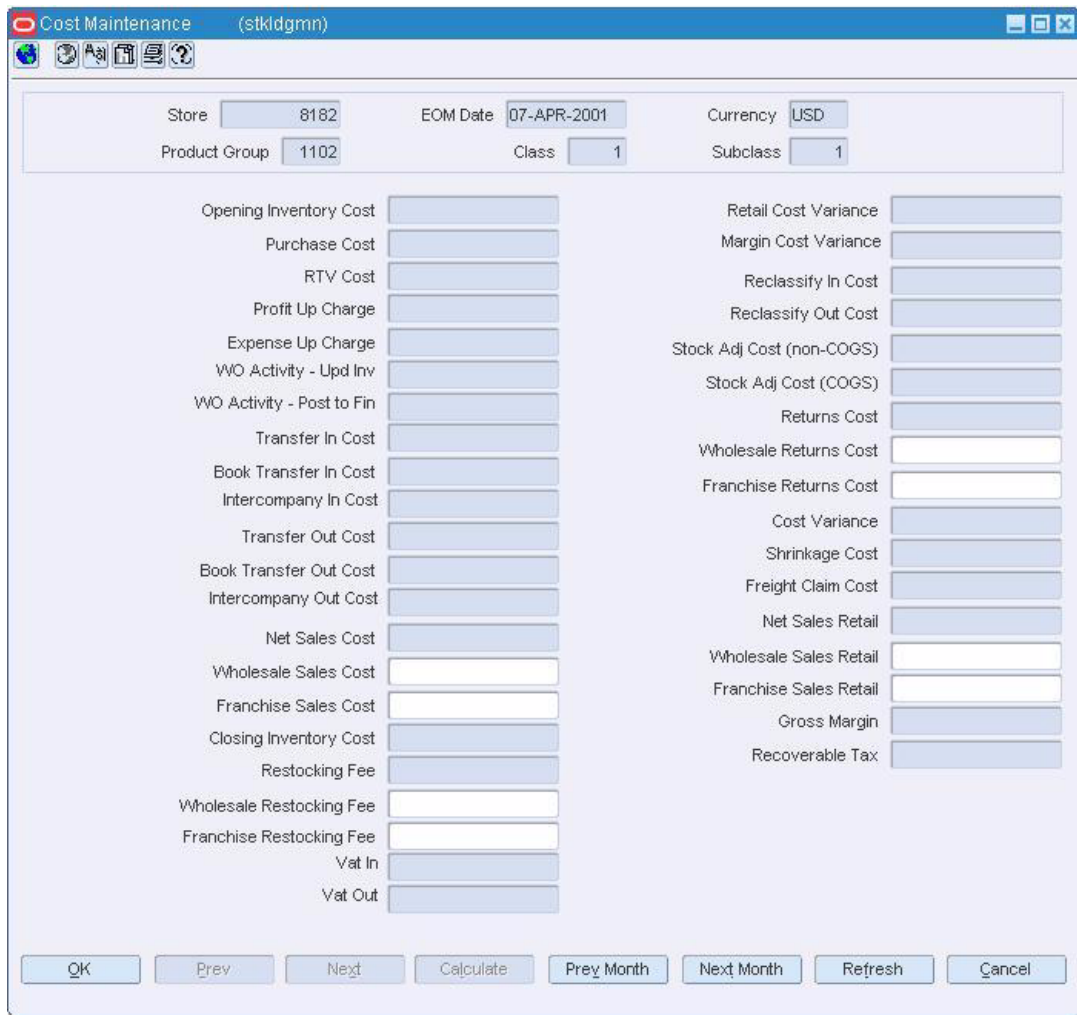 Cost Maintenance (stkldgmn)
Store 8182 EOM Date 07-APR-2001 Currency USD
Product Group 1102 Class 1 Subclass 1
Opening Inventory Cost
Purchase Cost
RTV Cost
Profit Up Charge
Expense Up Charge
WO Activity - Upd Inv
WO Activity - Post to Fin
Transfer In Cost
Book Transfer In Cost
Intercompany In Cost
Transfer Out Cost
Book Transfer Out Cost
Intercompany Out Cost
Net Sales Cost
Wholesale Sales Cost
Franchise Sales Cost
Closing Inventory Cost
Restocking Fee
Wholesale Restocking Fee
Franchise Restocking Fee
Vat In
Vat Out
Retail Cost Variance
Margin Cost Variance
Reclassify In Cost
Reclassify Out Cost
Stock Adj Cost (non-COGS)
Stock Adj Cost (COGS)
Returns Cost
Wholesale Returns Cost
Franchise Returns Cost
Cost Variance
Shrinkage Cost
Freight Claim Cost
Net Sales Retail
Wholesale Sales Retail
Franchise Sales Retail
Gross Margin
Recoverable Tax
OK Prev Next Calculate Prev Month Next Month Refresh Cancel